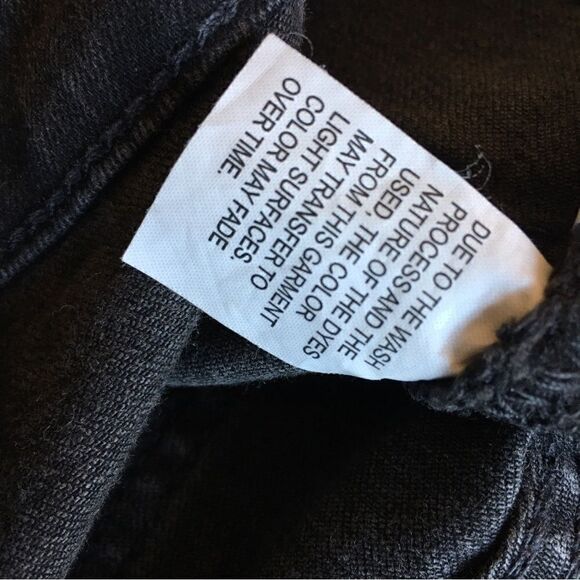 DUE TO THE WASH
PROCESS AND THE
NATURE OF THE DYES
USED, THE COLOR
FROM THIS GARMENT
MAY TRANSFER TO
LIGHT SURFACES.
COLOR MAY FADE
OVER TIME.